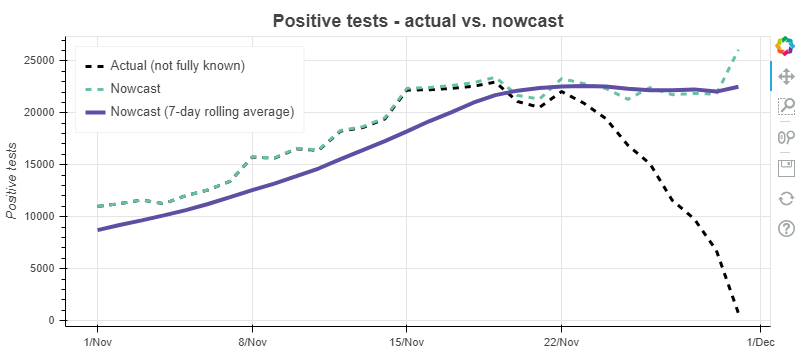 Positive tests - actual vs. nowcast
Actual (not fully known)
Nowcast
Nowcast (7-day rolling average)
Positive tests
25000
20000
15000
10000
5000
0
1/Nov
8/Nov
15/Nov
22/Nov
1/Dec